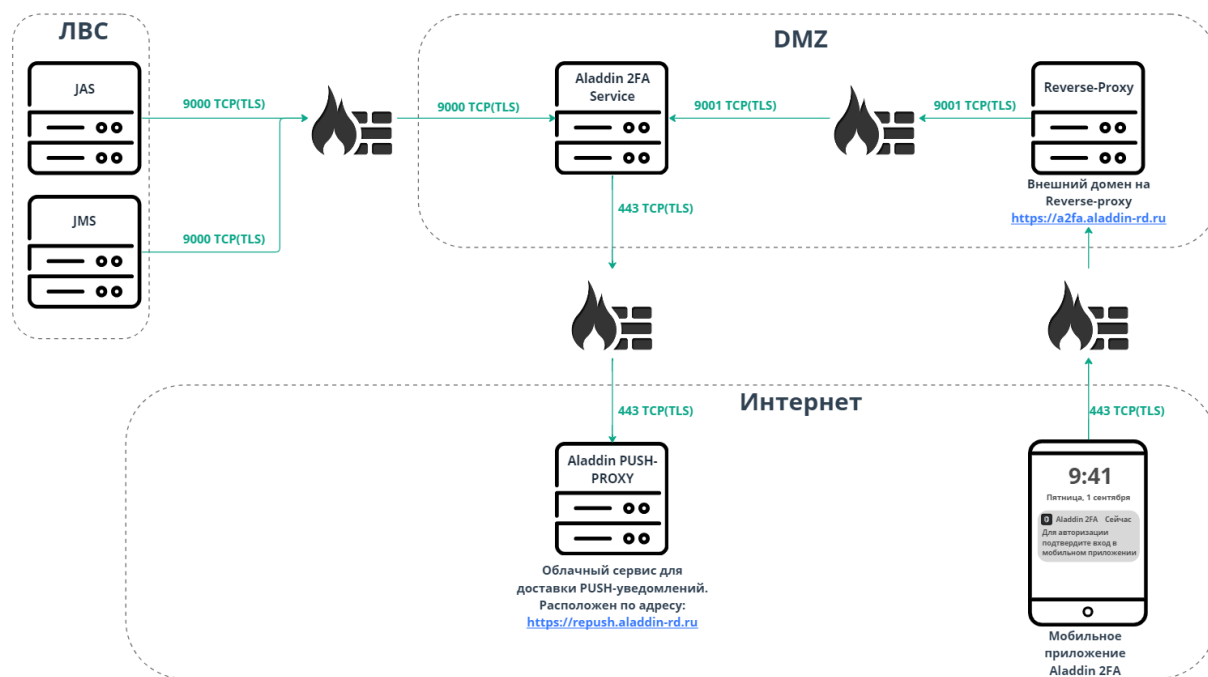 ЛВС
DMZ
JAS
9000 TCP(TLS)
9000 TCP(TLS)
Aladdin 2FA
Service
9001 TCP(TLS)
9001 TCP(TLS)
Reverse-Proxy
Внешний домен на
Reverse-proxy
https://a2fa.aladdin-rd.ru
JMS
9000 TCP(TLS)
443 TCP(TLS)
Интернет
443 TCP(TLS)
443 TCP(TLS)
Aladdin PUSH-
PROXY
Облачный сервис для
доставки PUSH-уведомлений.
Расположен по адресу:
https://repush.aladdin-rd.ru
9:41
Пятница, 1 сентября
Aladdin 2FA Сейчас
Для авторизации
подтвердите вход в
мобильном приложении
Мобильное
приложение
Aladdin 2FA